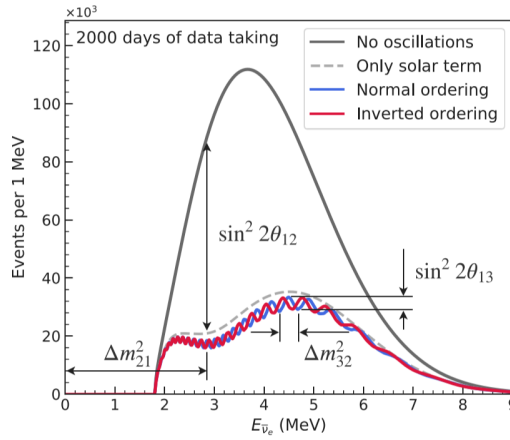 ×10³
2000 days of data taking
No oscillations
Only solar term
Normal ordering
Inverted ordering
Events per 1 MeV
120
100
80
60
40
20
0
sin² 2θ₁₂
sin² 2θ₁₃
Δm²₂₁
Δm²₃₂
0 1 2 3 4 5 6 7 8 9
E_ν̄ₑ (MeV)